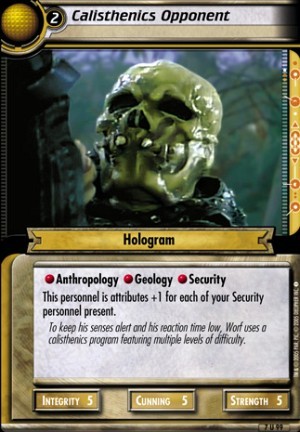 2 Calisthenics Opponent
Hologram
Anthropology Geology Security
This personnel is attributes +1 for each of your Security
personnel present.
To keep his senses alert and his reaction time low, Worf uses a
calisthenics program featuring multiple levels of difficulty.
INTEGRITY 5 CUNNING 5 STRENGTH 5